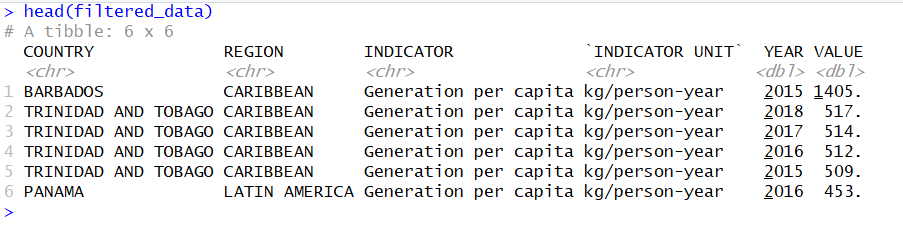 > head(filtered_data)
# A tibble: 6 x 6
  COUNTRY             REGION        INDICATOR             `INDICATOR UNIT`  YEAR VALUE
  <chr>               <chr>         <chr>                 <chr>            <dbl> <dbl>
1 BARBADOS            CARIBBEAN     Generation per capita kg/person-year    2015 1405.
2 TRINIDAD AND TOBAGO CARIBBEAN     Generation per capita kg/person-year    2018  517.
3 TRINIDAD AND TOBAGO CARIBBEAN     Generation per capita kg/person-year    2017  514.
4 TRINIDAD AND TOBAGO CARIBBEAN     Generation per capita kg/person-year    2016  512.
5 TRINIDAD AND TOBAGO CARIBBEAN     Generation per capita kg/person-year    2015  509.
6 PANAMA              LATIN AMERICA Generation per capita kg/person-year    2016  453.
>